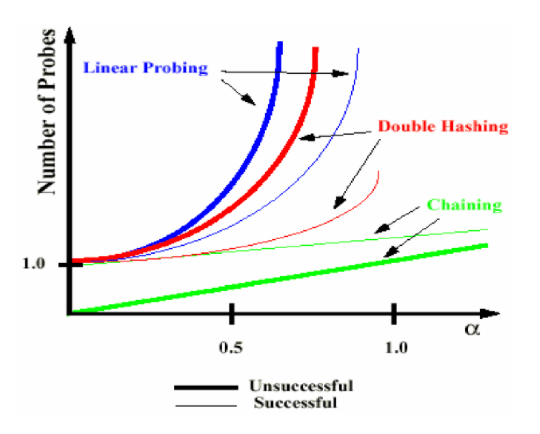 Number of Probes
Linear Probing
Double Hashing
Chaining
1.0
α
0.5
1.0
Unsuccessful
Successful